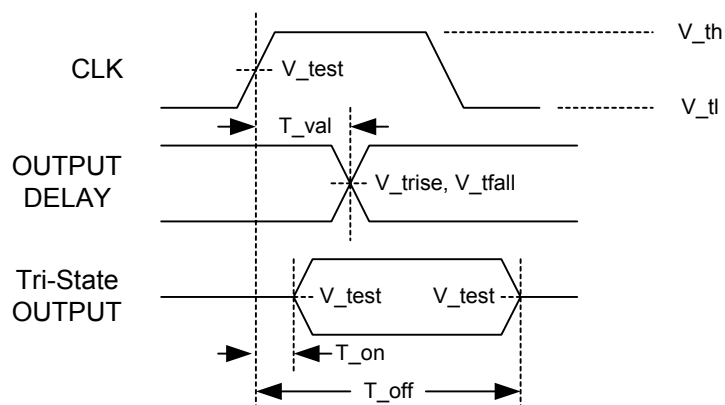 V_th
CLK
V_test
V_tl
T_val
OUTPUT
DELAY
V_trise, V_tfall
Tri-State
OUTPUT
V_test
V_test
T_on
T_off